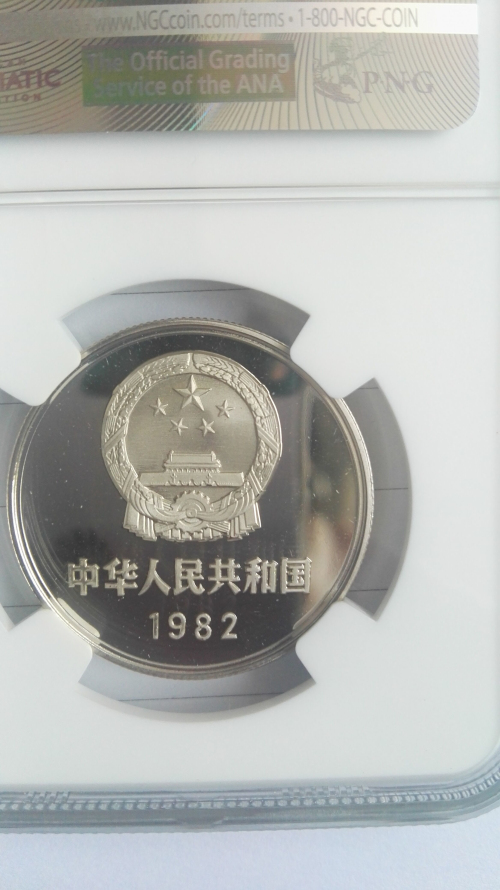 www.NGCcoin.com/terms • 1-800-NGC-COIN
The Official Grading
Service of the ANA
PNG
中华人民共和国
1982